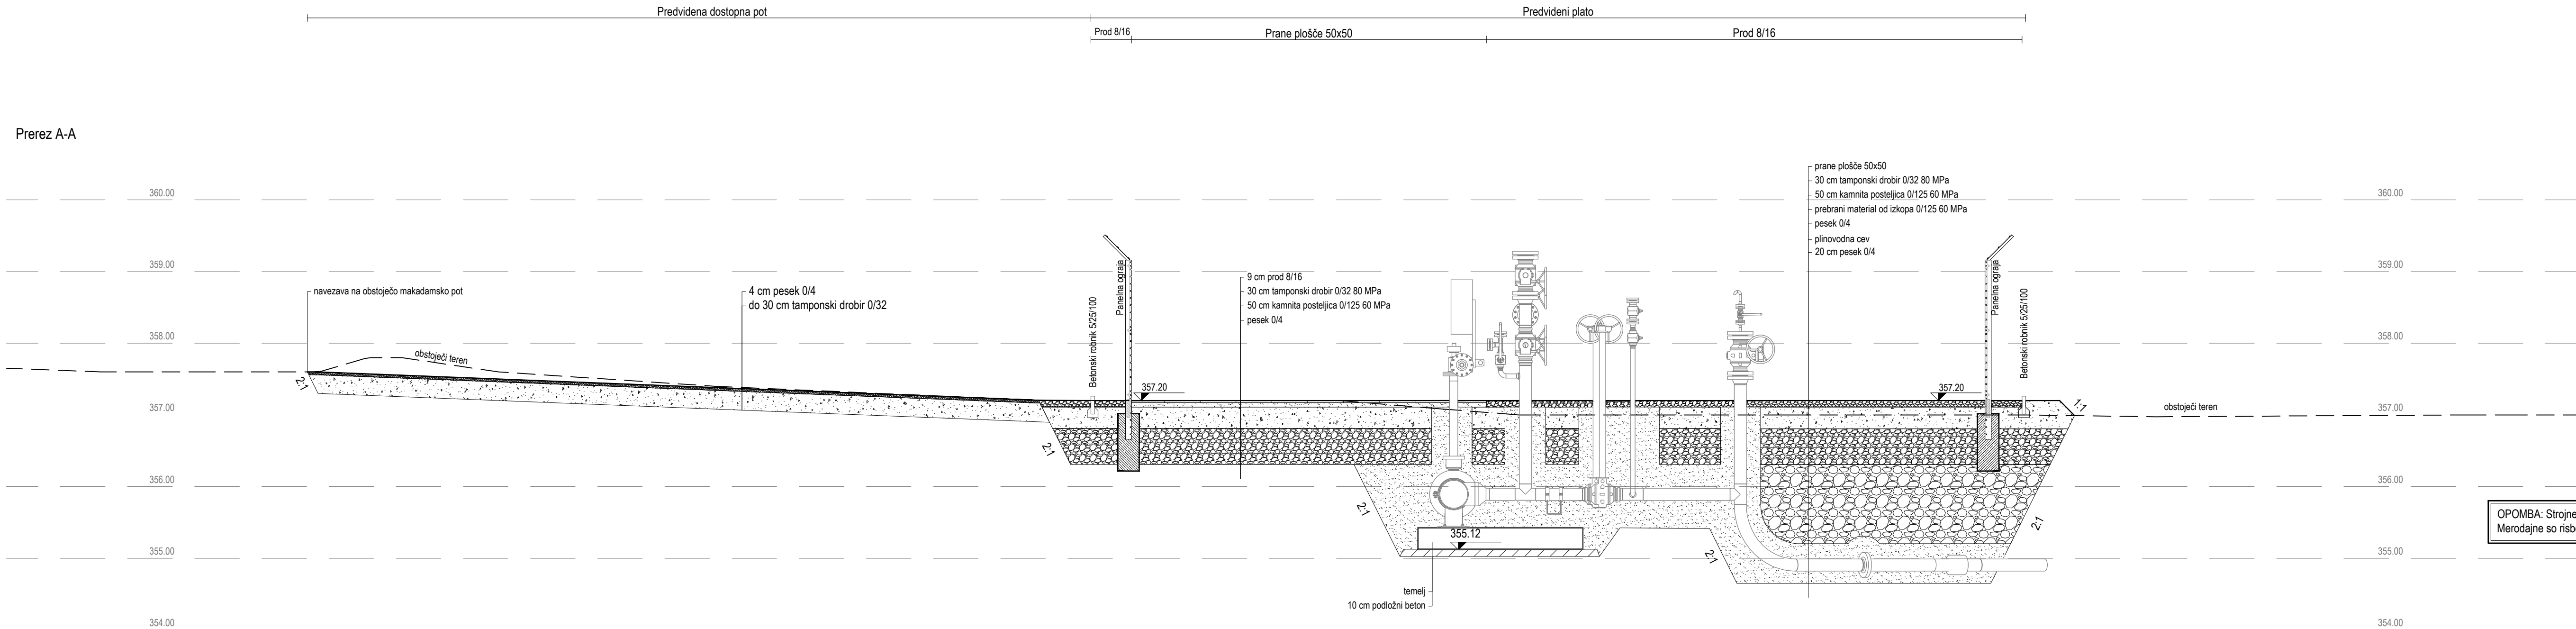 Predvidena dostopna pot
Predvideni plato
Prod 8/16
Prane plošče 50x50
Prod 8/16
Prerez A-A
prane plošče 50x50
30 cm tamponski drobir 0/32 80 MPa
50 cm kamnita posteljica 0/125 60 MPa
prebrani material od izkopa 0/125 60 MPa
pesek 0/4
plinovodna cev
20 cm pesek 0/4
360.00
360.00
359.00
359.00
358.00
358.00
357.00
357.00
356.00
356.00
355.00
355.00
354.00
354.00
navezava na obstoječo makadamsko pot
4 cm pesek 0/4
do 30 cm tamponski drobir 0/32
Betonski robnik 5/25/100
Panelna ograja
9 cm prod 8/16
30 cm tamponski drobir 0/32 80 MPa
50 cm kamnita posteljica 0/125 60 MPa
pesek 0/4
Panelna ograja
Betonski robnik 5/25/100
obstoječi teren
2:1
357.20
357.20
1:1
obstoječi teren
2:1
2:1
2:1
2:1
355.12
temelj
10 cm podložni beton
OPOMBA: Strojne
Merodajne so risb